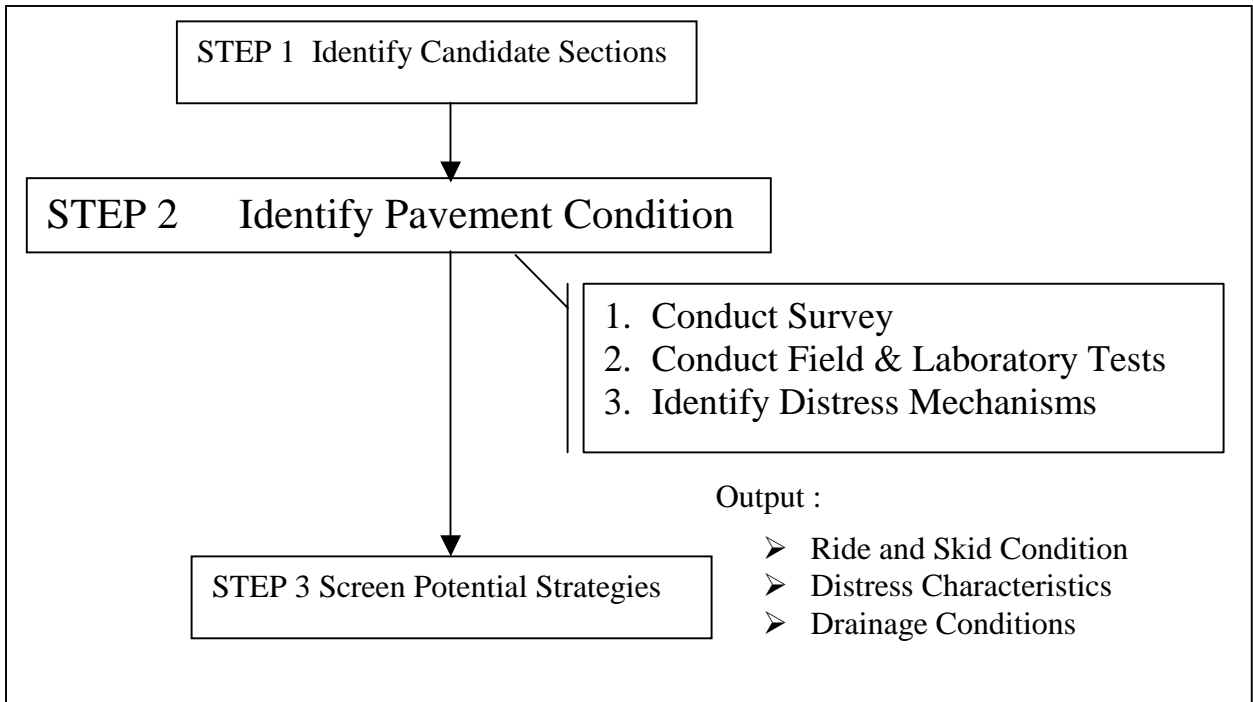 STEP 1 Identify Candidate Sections
STEP 2 Identify Pavement Condition
1. Conduct Survey
2. Conduct Field & Laboratory Tests
3. Identify Distress Mechanisms
Output :
➢ Ride and Skid Condition
➢ Distress Characteristics
➢ Drainage Conditions
STEP 3 Screen Potential Strategies